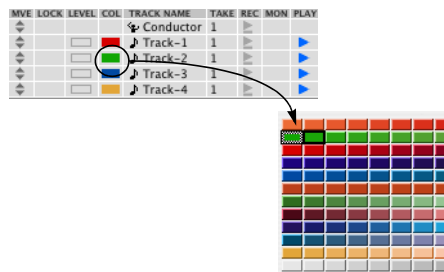 MVE LOCK LEVEL COL TRACK NAME TAKE REC MON PLAY
Conductor 1
Track-1 1
Track-2 1
Track-3 1
Track-4 1